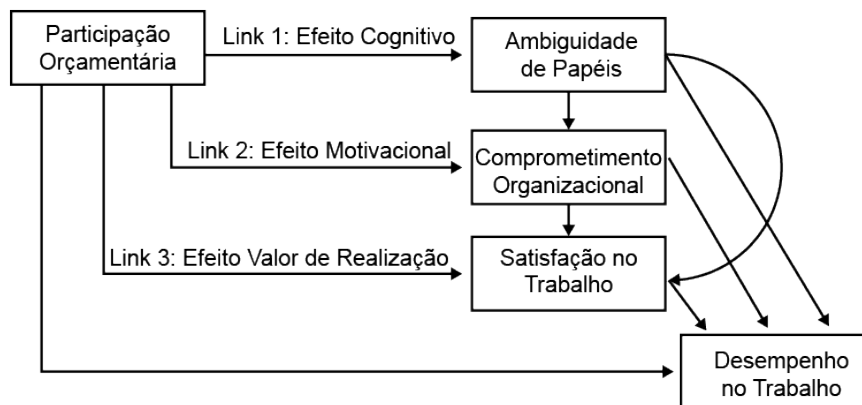 Participação
Orçamentária
Link 1: Efeito Cognitivo
Ambiguidade
de Papéis
Link 2: Efeito Motivacional
Comprometimento
Organizacional
Link 3: Efeito Valor de Realização
Satisfação no
Trabalho
Desempenho
no Trabalho